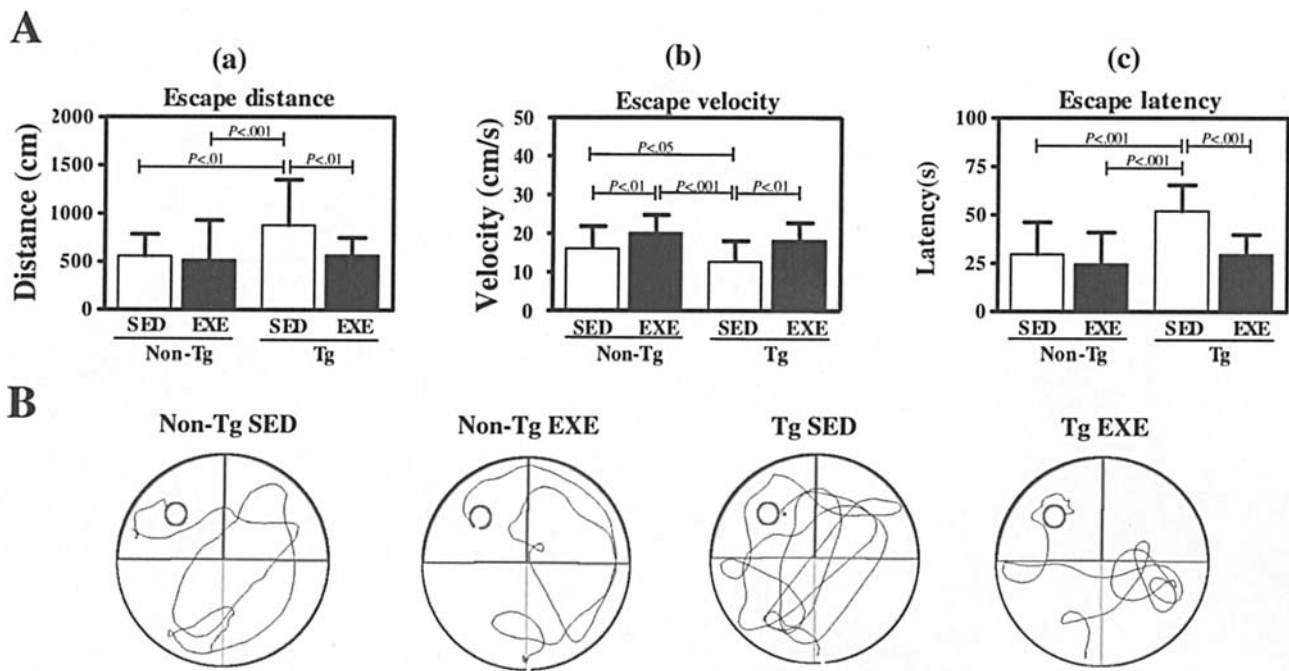 A
(a)
Escape distance
Distance (cm)
2000
1500
1000
500
0
P<.001
P<.01
P<.01
SED EXE SED EXE
Non-Tg Tg
(b)
Escape velocity
Velocity (cm/s)
50
40
30
20
10
0
P<.05
P<.01
P<.001
P<.01
SED EXE SED EXE
Non-Tg Tg
(c)
Escape latency
Latency(s)
100
75
50
25
0
P<.001
P<.001
P<.001
SED EXE SED EXE
Non-Tg Tg
B
Non-Tg SED
Non-Tg EXE
Tg SED
Tg EXE